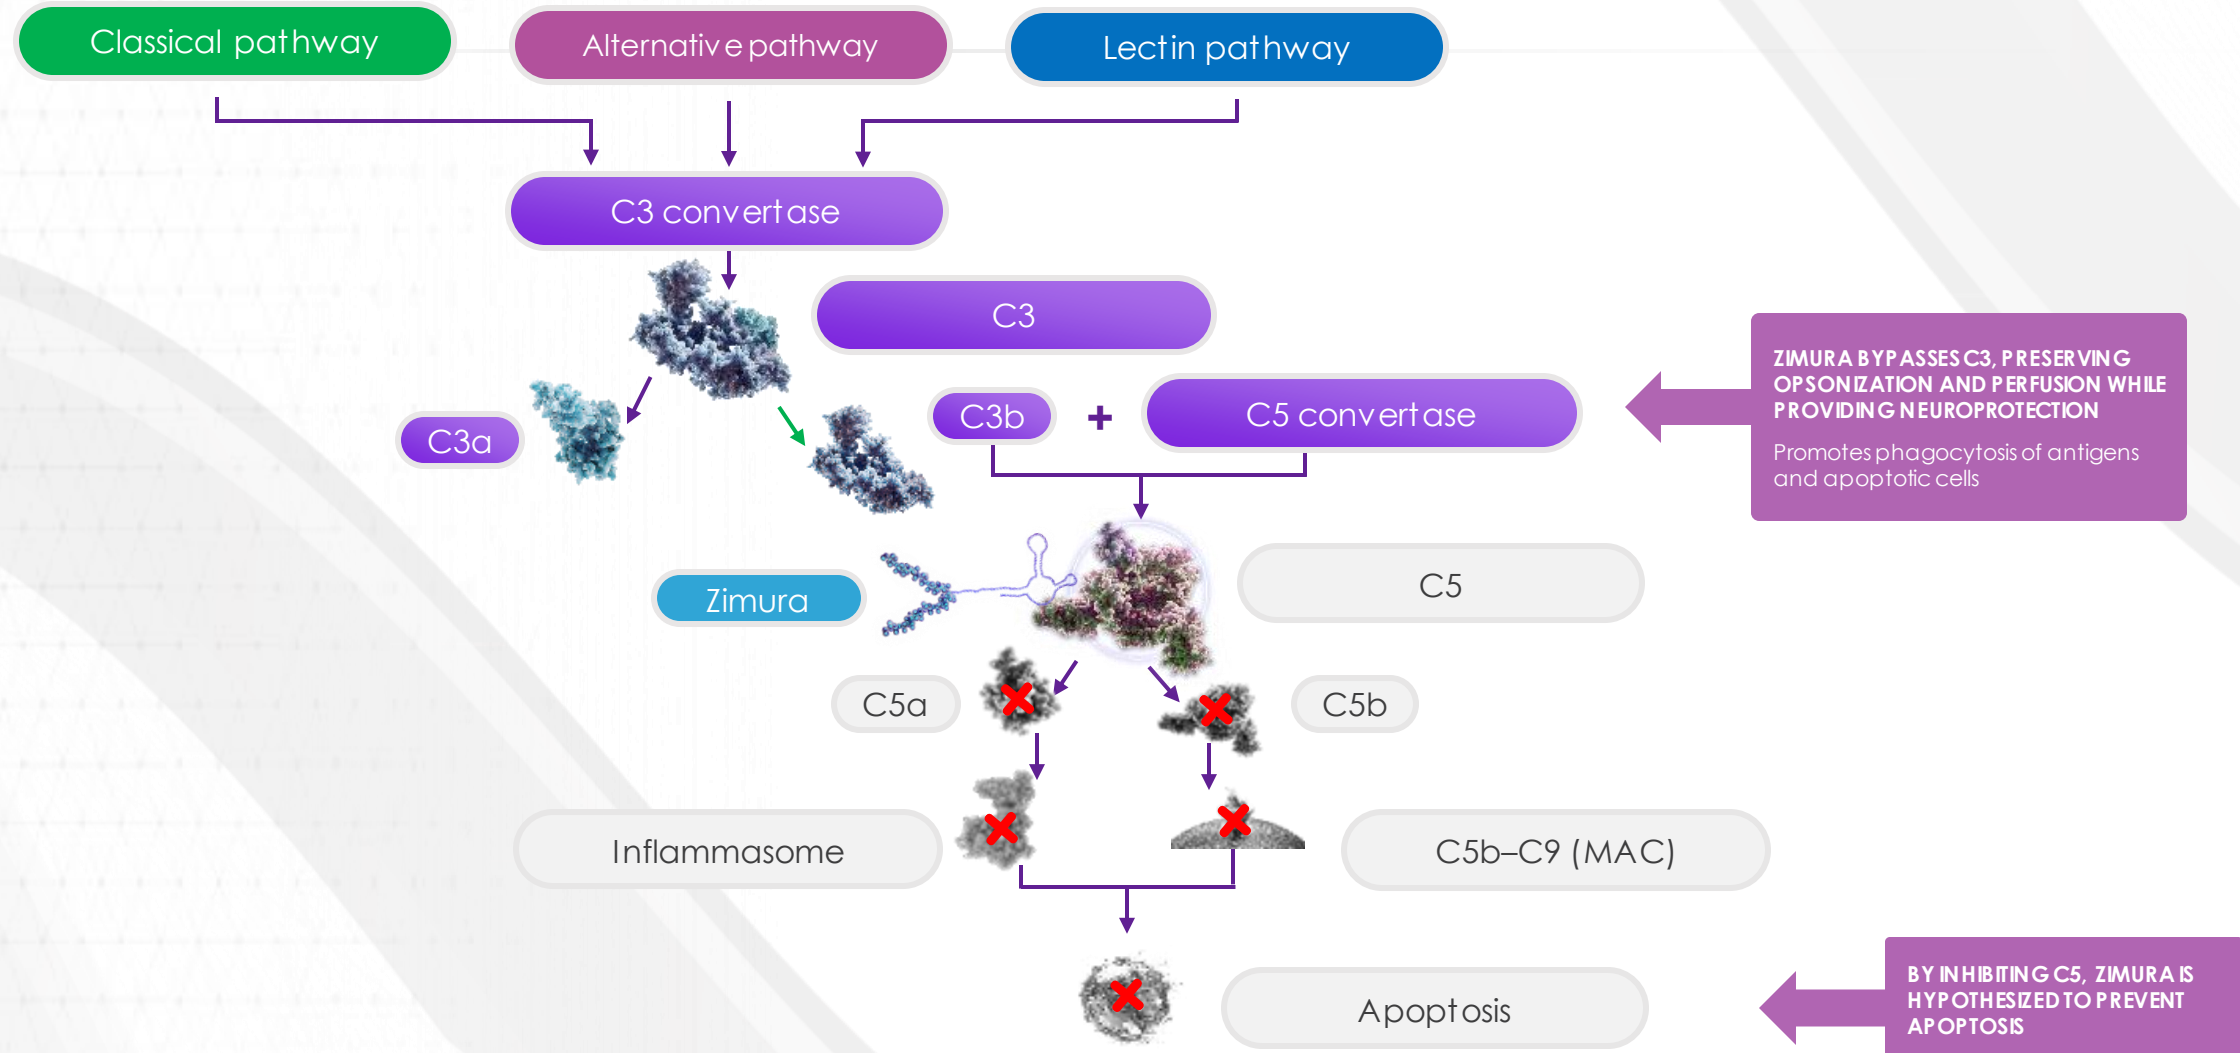 Classical pathway
Alternative pathway
Lectin pathway
C3 convertase
C3
C3a
C3b
+
C5 convertase
ZIMURA BYPASSES C3, PRESERVING
OPSONIZATION AND PERFUSION WHILE
PROVIDING NEUROPROTECTION
Promotes phagocytosis of antigens
and apoptotic cells
Zimura
C5
C5a
C5b
Inflammasome
C5b–C9 (MAC)
Apoptosis
BY INHIBITING C5, ZIMURA IS
HYPOTHESIZED TO PREVENT
APOPTOSIS